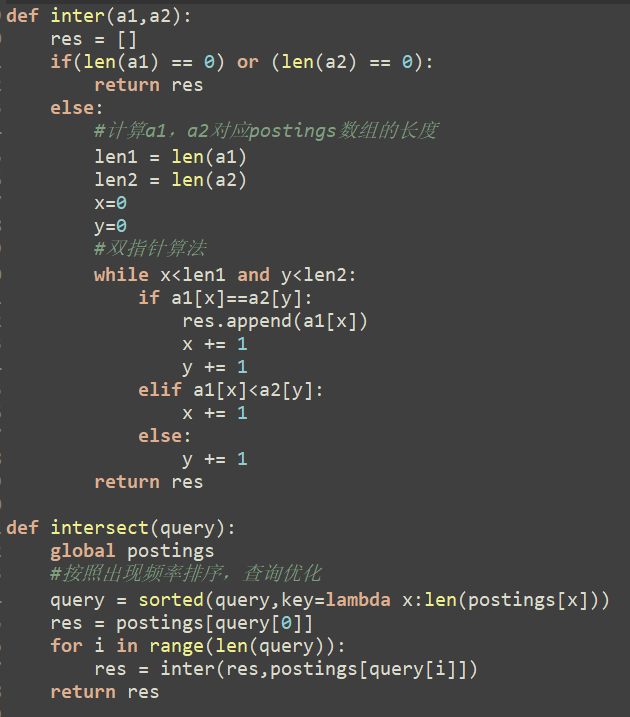 def inter(a1,a2):
    res = []
    if(len(a1) == 0) or (len(a2) == 0):
        return res
    else:
        #计算a1，a2对应postings数组的长度
        len1 = len(a1)
        len2 = len(a2)
        x=0
        y=0
        #双指针算法
        while x<len1 and y<len2:
            if a1[x]==a2[y]:
                res.append(a1[x])
                x += 1
                y += 1
            elif a1[x]<a2[y]:
                x += 1
            else:
                y += 1
        return res
def intersect(query):
    global postings
    #按照出现频率排序，查询优化
    query = sorted(query,key=lambda x:len(postings[x]))
    res = postings[query[0]]
    for i in range(len(query)):
        res = inter(res,postings[query[i]])
    return res